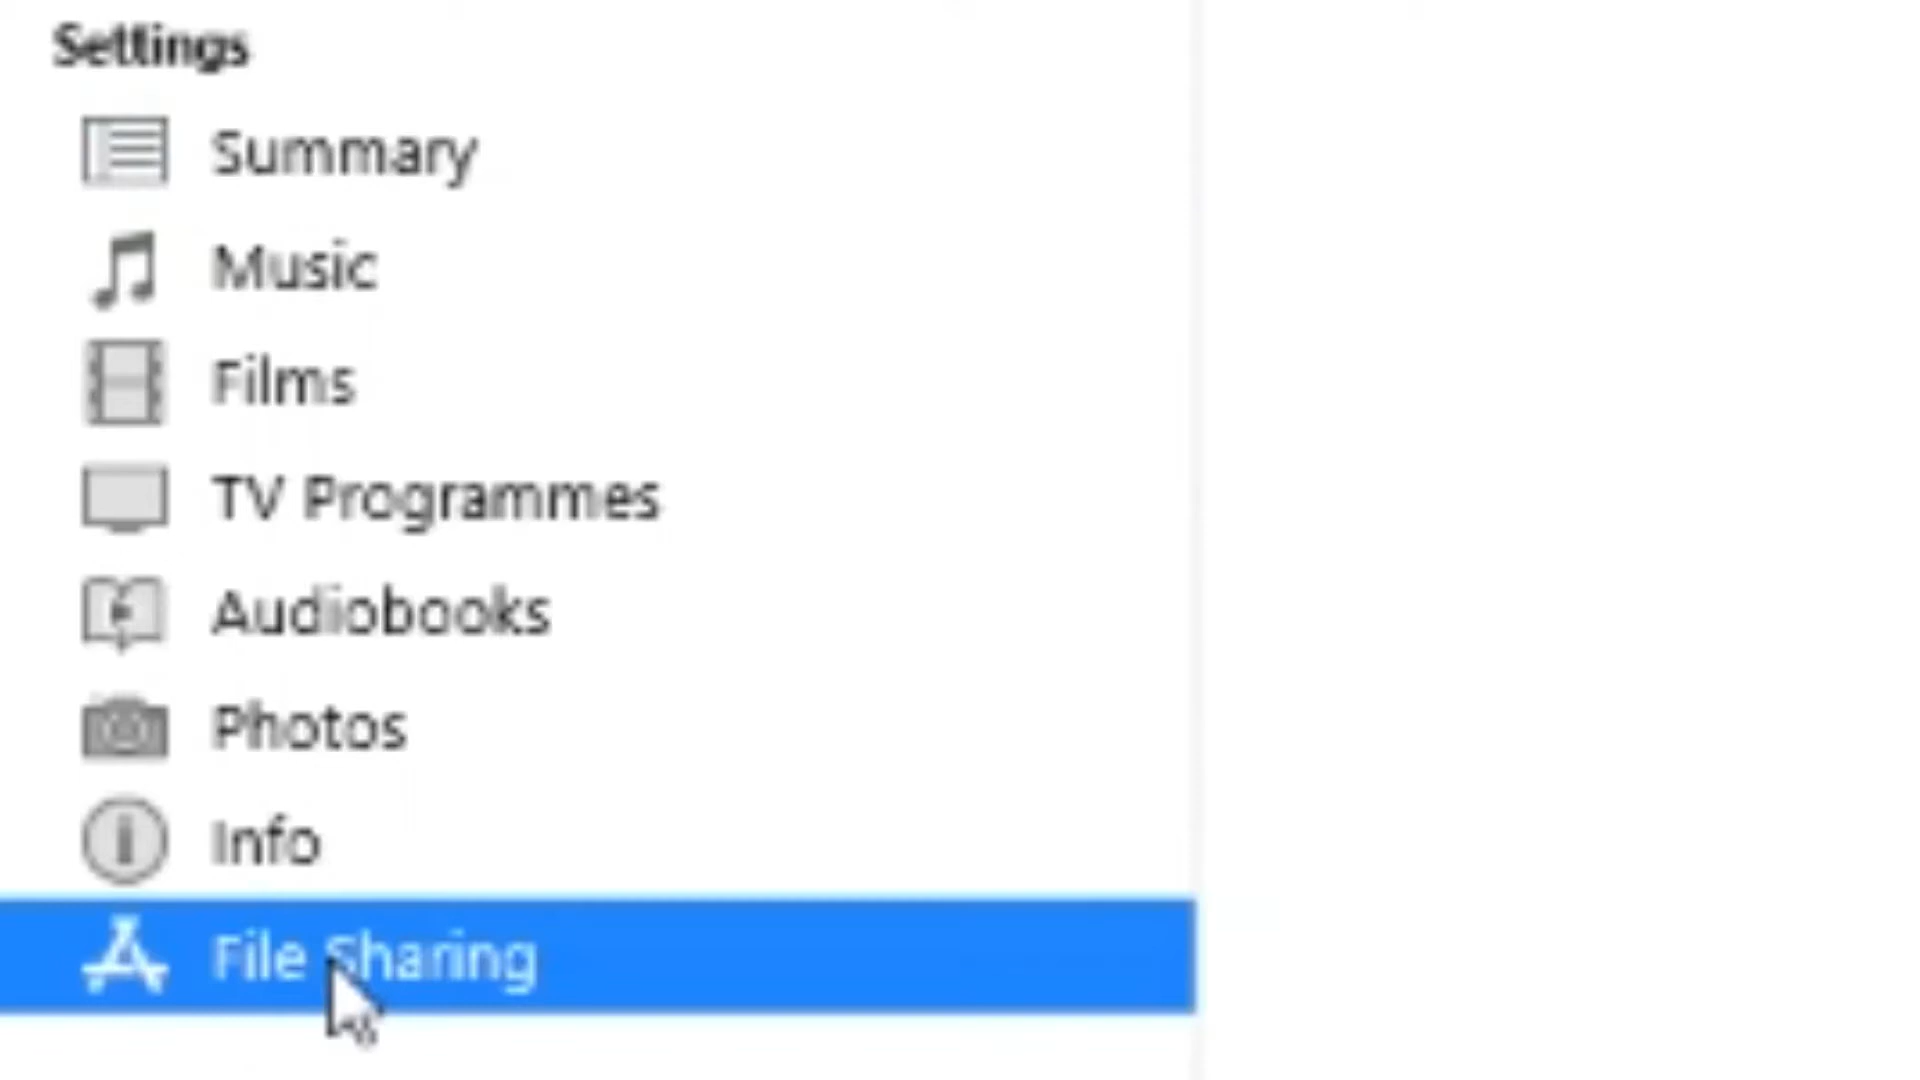 Settings
Summary
Music
Films
TV Programmes
Audiobooks
Photos
Info
File Sharing